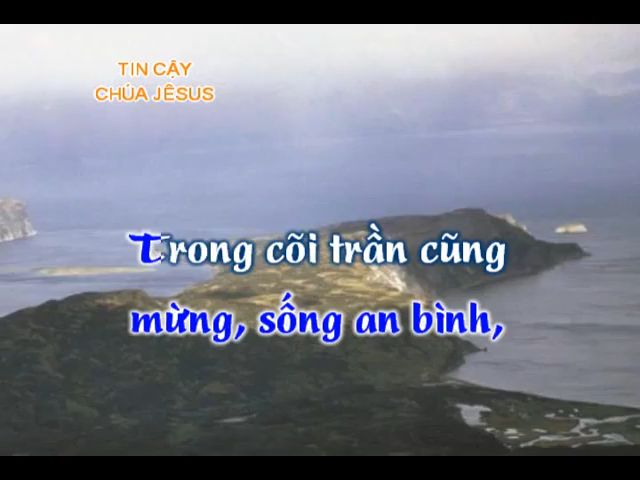 TIN CẬY
CHÚA JÊSUS
Trong cõi trần cũng
mừng, sống an bình,